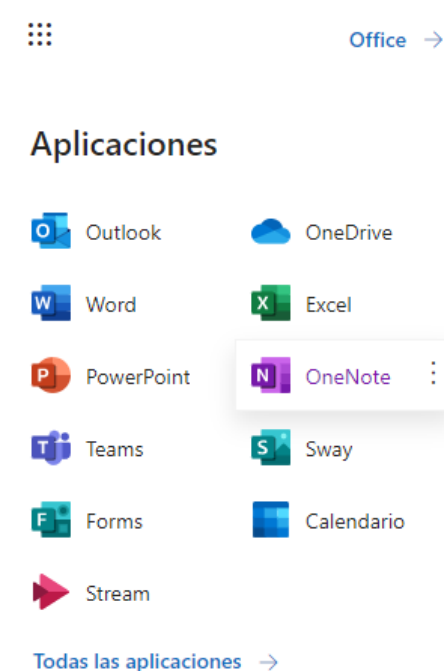 Office →
Aplicaciones
Outlook OneDrive
Word Excel
PowerPoint OneNote
Teams Sway
Forms Calendario
Stream
Todas las aplicaciones →